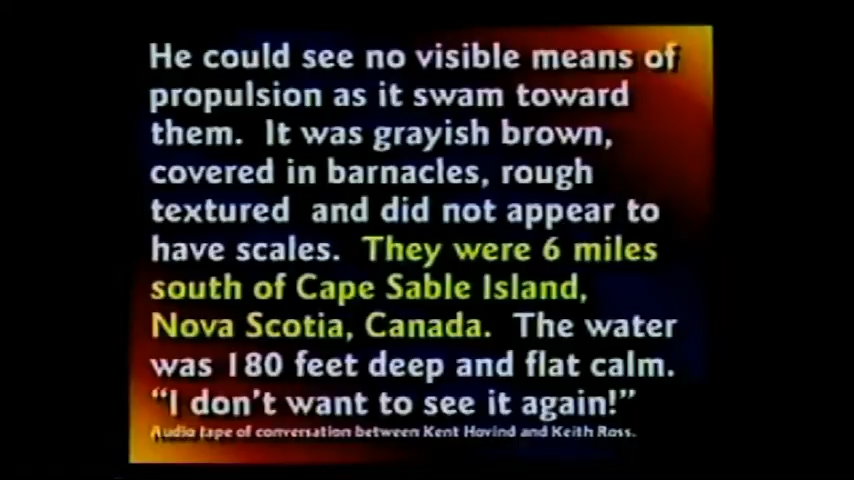 He could see no visible means of
propulsion as it swam toward
them. It was grayish brown,
covered in barnacles, rough
textured and did not appear to
have scales. They were 6 miles
south of Cape Sable Island,
Nova Scotia, Canada. The water
was 180 feet deep and flat calm.
“I don’t want to see it again!”
Audio tape of conversation between Kent Hovind and Keith Ross.